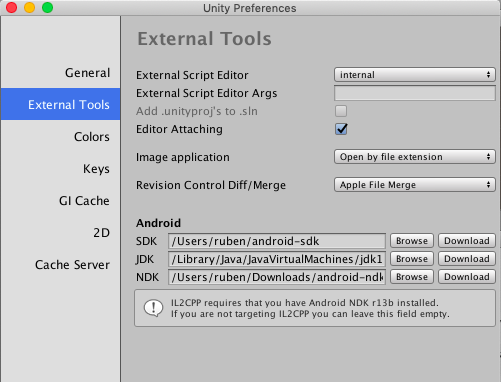 Unity Preferences
General
External Tools
Colors
Keys
GI Cache
2D
Cache Server
External Tools
External Script Editor internal
External Script Editor Args
Add .unityproj's to .sln
Editor Attaching
Image application Open by file extension
Revision Control Diff/Merge Apple File Merge
Android
SDK /Users/ruben/android-sdk Browse Download
JDK /Library/Java/JavaVirtualMachines/jdk1 Browse Download
NDK /Users/ruben/Downloads/android-ndk Browse Download
IL2CPP requires that you have Android NDK r13b installed.
If you are not targeting IL2CPP you can leave this field empty.